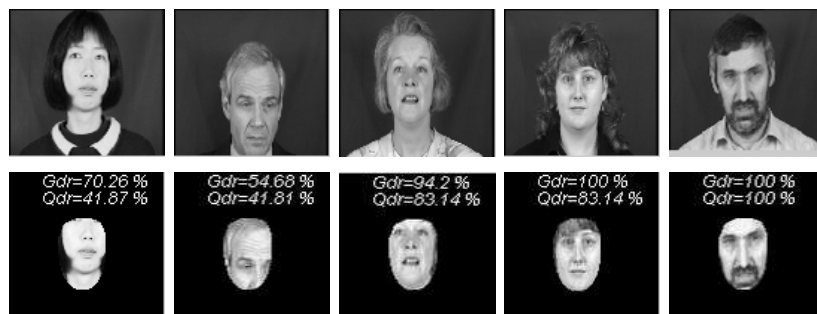 Gdr=70.26 %
Qdr=41.87 %
Gdr=54.68 %
Qdr=41.81 %
Gdr=94.2 %
Qdr=83.14 %
Gdr=100 %
Qdr=83.14 %
Gdr=100 %
Qdr=100 %